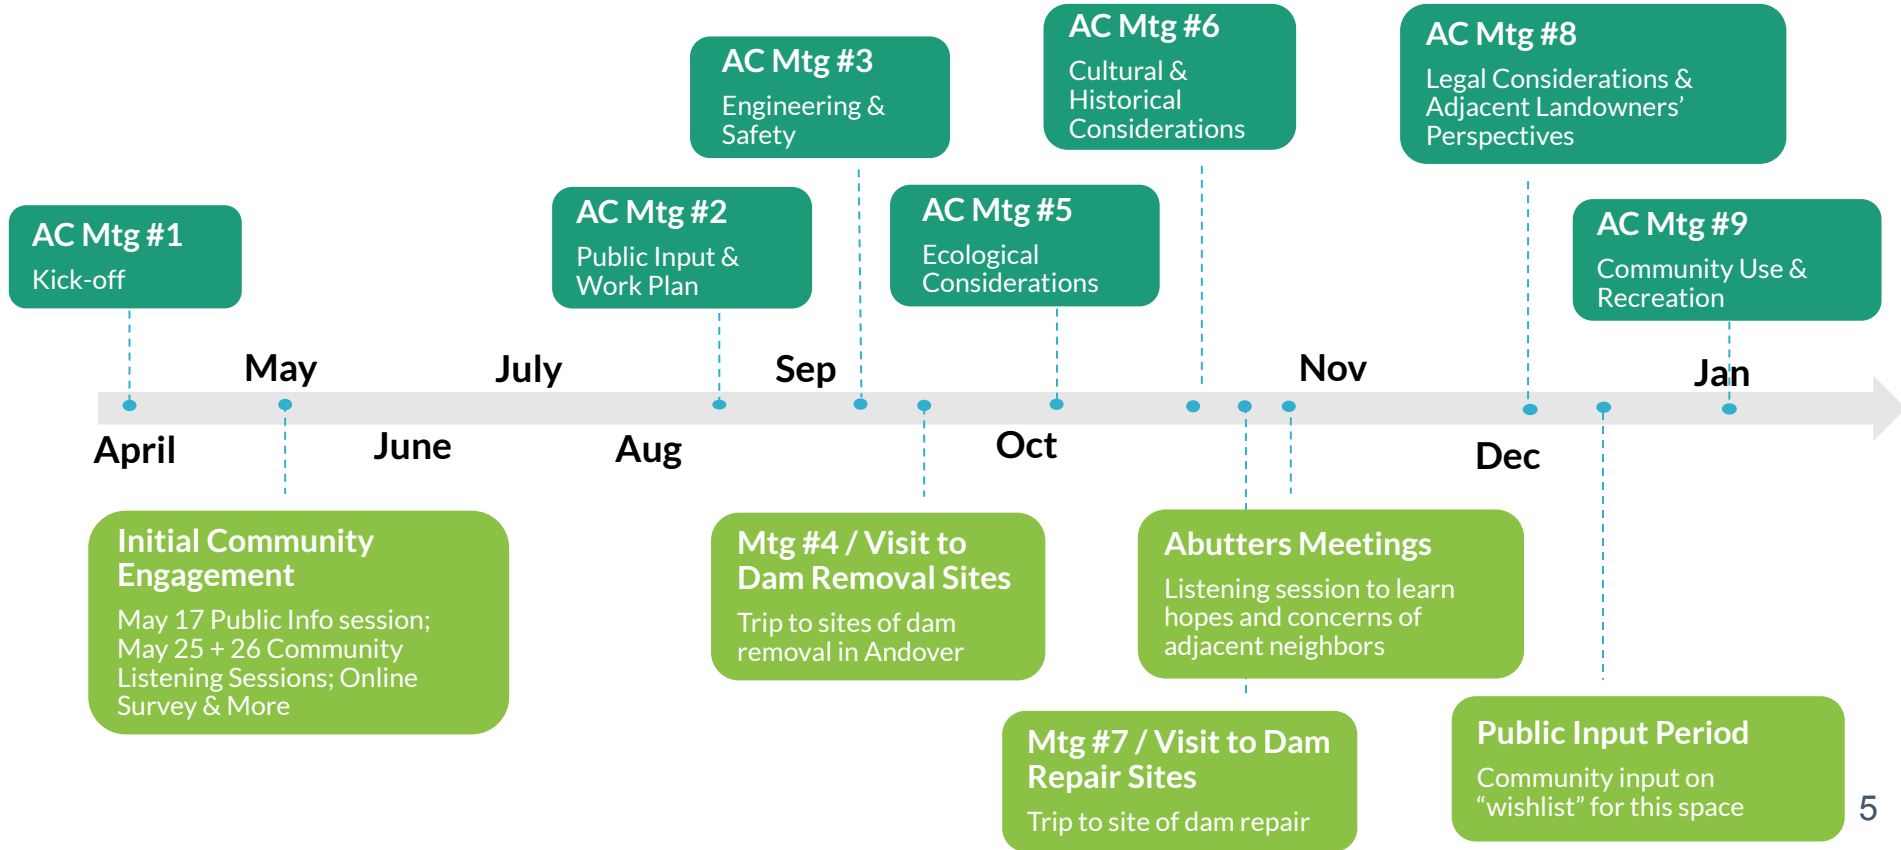 AC Mtg #1
Kick-off
AC Mtg #2
Public Input &
Work Plan
AC Mtg #3
Engineering &
Safety
AC Mtg #5
Ecological
Considerations
AC Mtg #6
Cultural &
Historical
Considerations
AC Mtg #8
Legal Considerations &
Adjacent Landowners’
Perspectives
AC Mtg #9
Community Use &
Recreation
April
May
June
July
Aug
Sep
Oct
Nov
Dec
Jan
Initial Community
Engagement
May 17 Public Info session;
May 25 + 26 Community
Listening Sessions; Online
Survey & More
Mtg #4 / Visit to
Dam Removal Sites
Trip to sites of dam
removal in Andover
Abutters Meetings
Listening session to learn
hopes and concerns of
adjacent neighbors
Mtg #7 / Visit to Dam
Repair Sites
Trip to site of dam repair
Public Input Period
Community input on
“wishlist” for this space
5